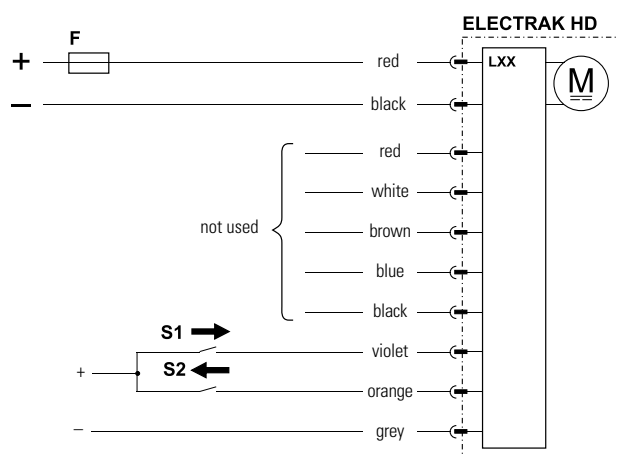 ELECTRAK HD
F
+ red LXX
M
– black
red
white
not used brown
blue
black
S1
violet
S2
+
orange
– grey